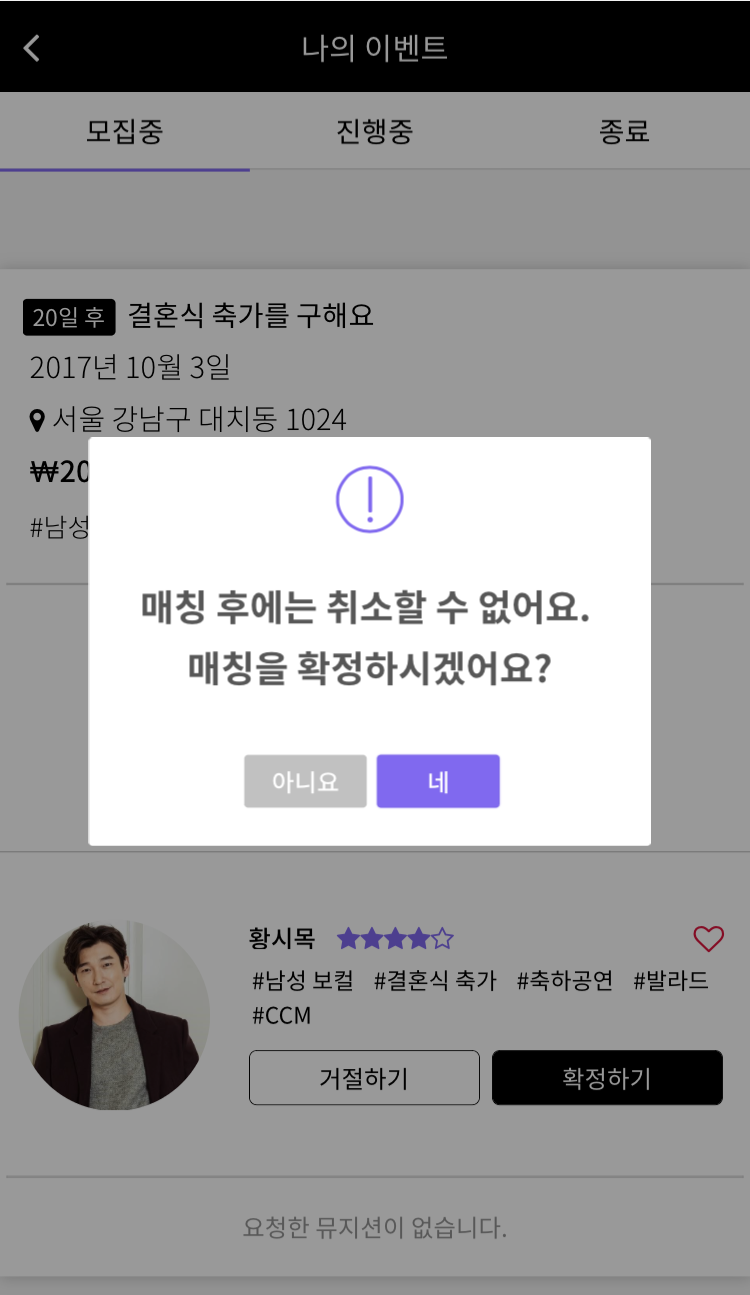 나의 이벤트
모집중 진행중 종료
20일 후 결혼식 축가를 구해요
2017년 10월 3일
서울 강남구 대치동 1024
₩20
#남성
매칭 후에는 취소할 수 없어요.
매칭을 확정하시겠어요?
아니요 네
황시목
#남성 보컬 #결혼식 축가 #축하공연 #발라드
#CCM
거절하기 확정하기
요청한 뮤지션이 없습니다.